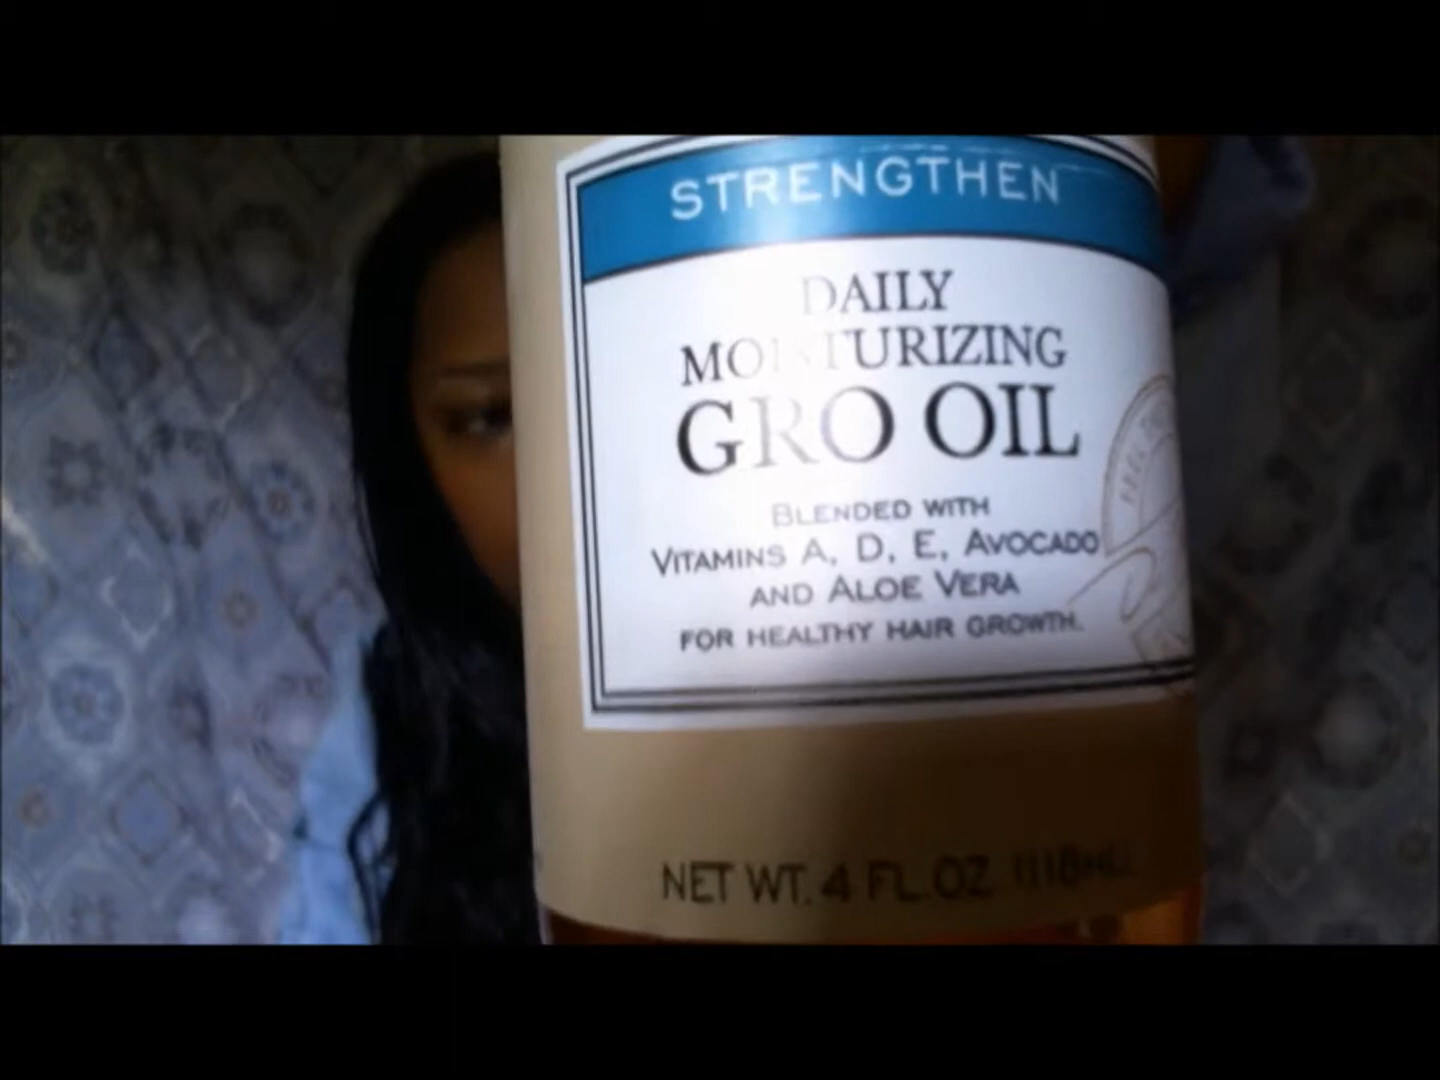 STRENGTHEN
DAILY
MOISTURIZING
GRO OIL
BLENDED WITH
VITAMINS A, D, E, AVOCADO
AND ALOE VERA
FOR HEALTHY HAIR GROWTH.
NET WT. 4 FL.OZ (118ML)